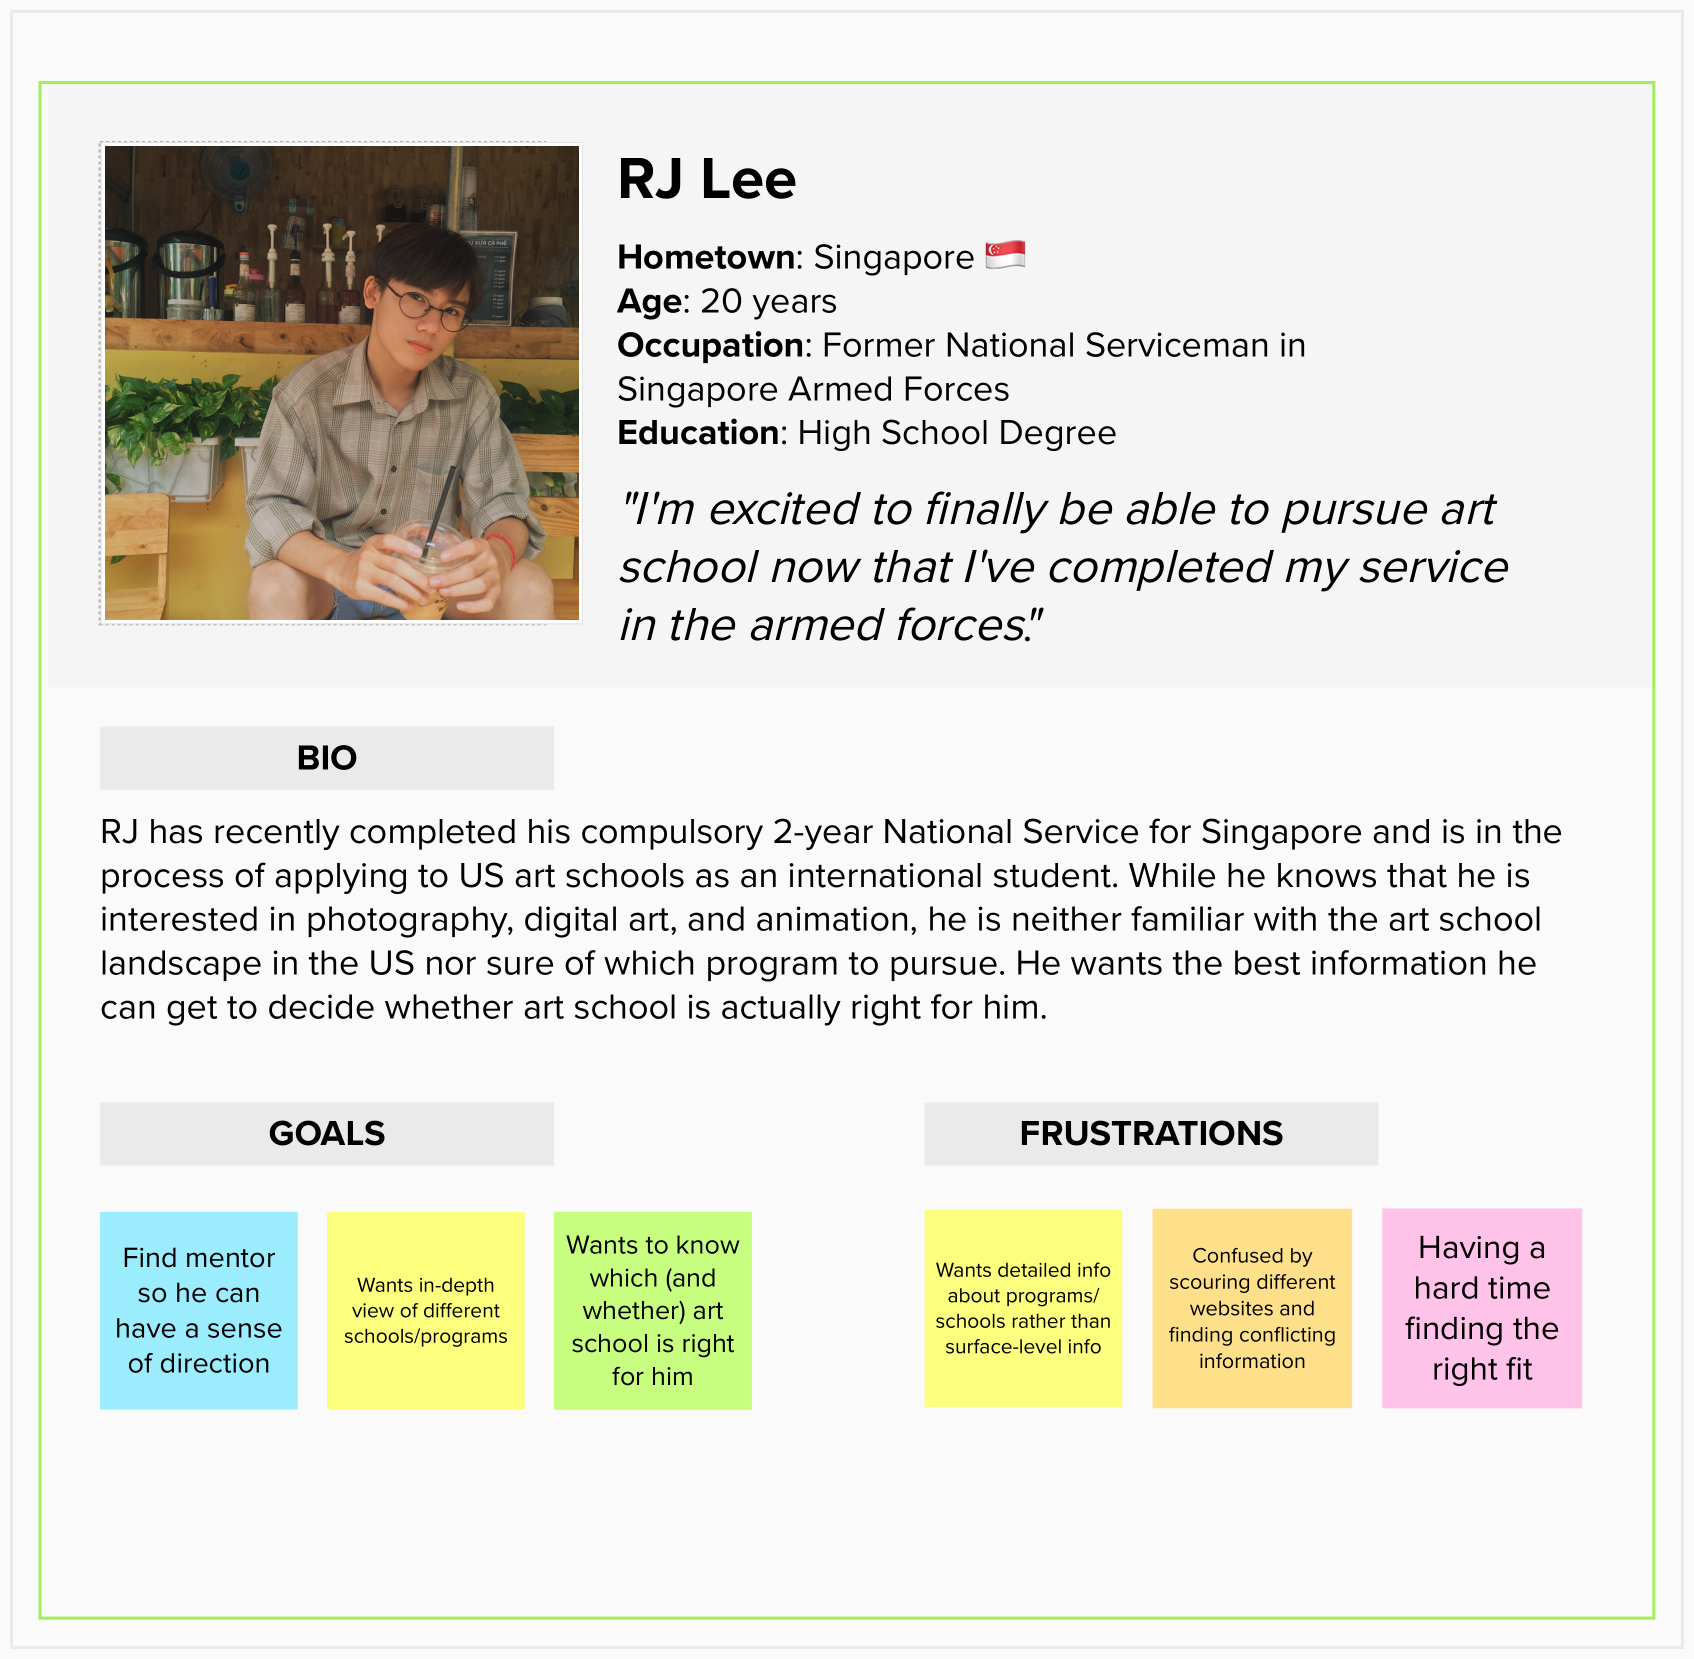 RJ Lee
Hometown: Singapore 🇸🇬
Age: 20 years
Occupation: Former National Serviceman in
Singapore Armed Forces
Education: High School Degree
"I'm excited to finally be able to pursue art
school now that I've completed my service
in the armed forces."
BIO
RJ has recently completed his compulsory 2-year National Service for Singapore and is in the
process of applying to US art schools as an international student. While he knows that he is
interested in photography, digital art, and animation, he is neither familiar with the art school
landscape in the US nor sure of which program to pursue. He wants the best information he
can get to decide whether art school is actually right for him.
GOALS
Find mentor
so he can
have a sense
of direction
Wants in-depth
view of different
schools/programs
Wants to know
which (and
whether) art
school is right
for him
FRUSTRATIONS
Wants detailed info
about programs/
schools rather than
surface-level info
Confused by
scouring different
websites and
finding conflicting
information
Having a
hard time
finding the
right fit